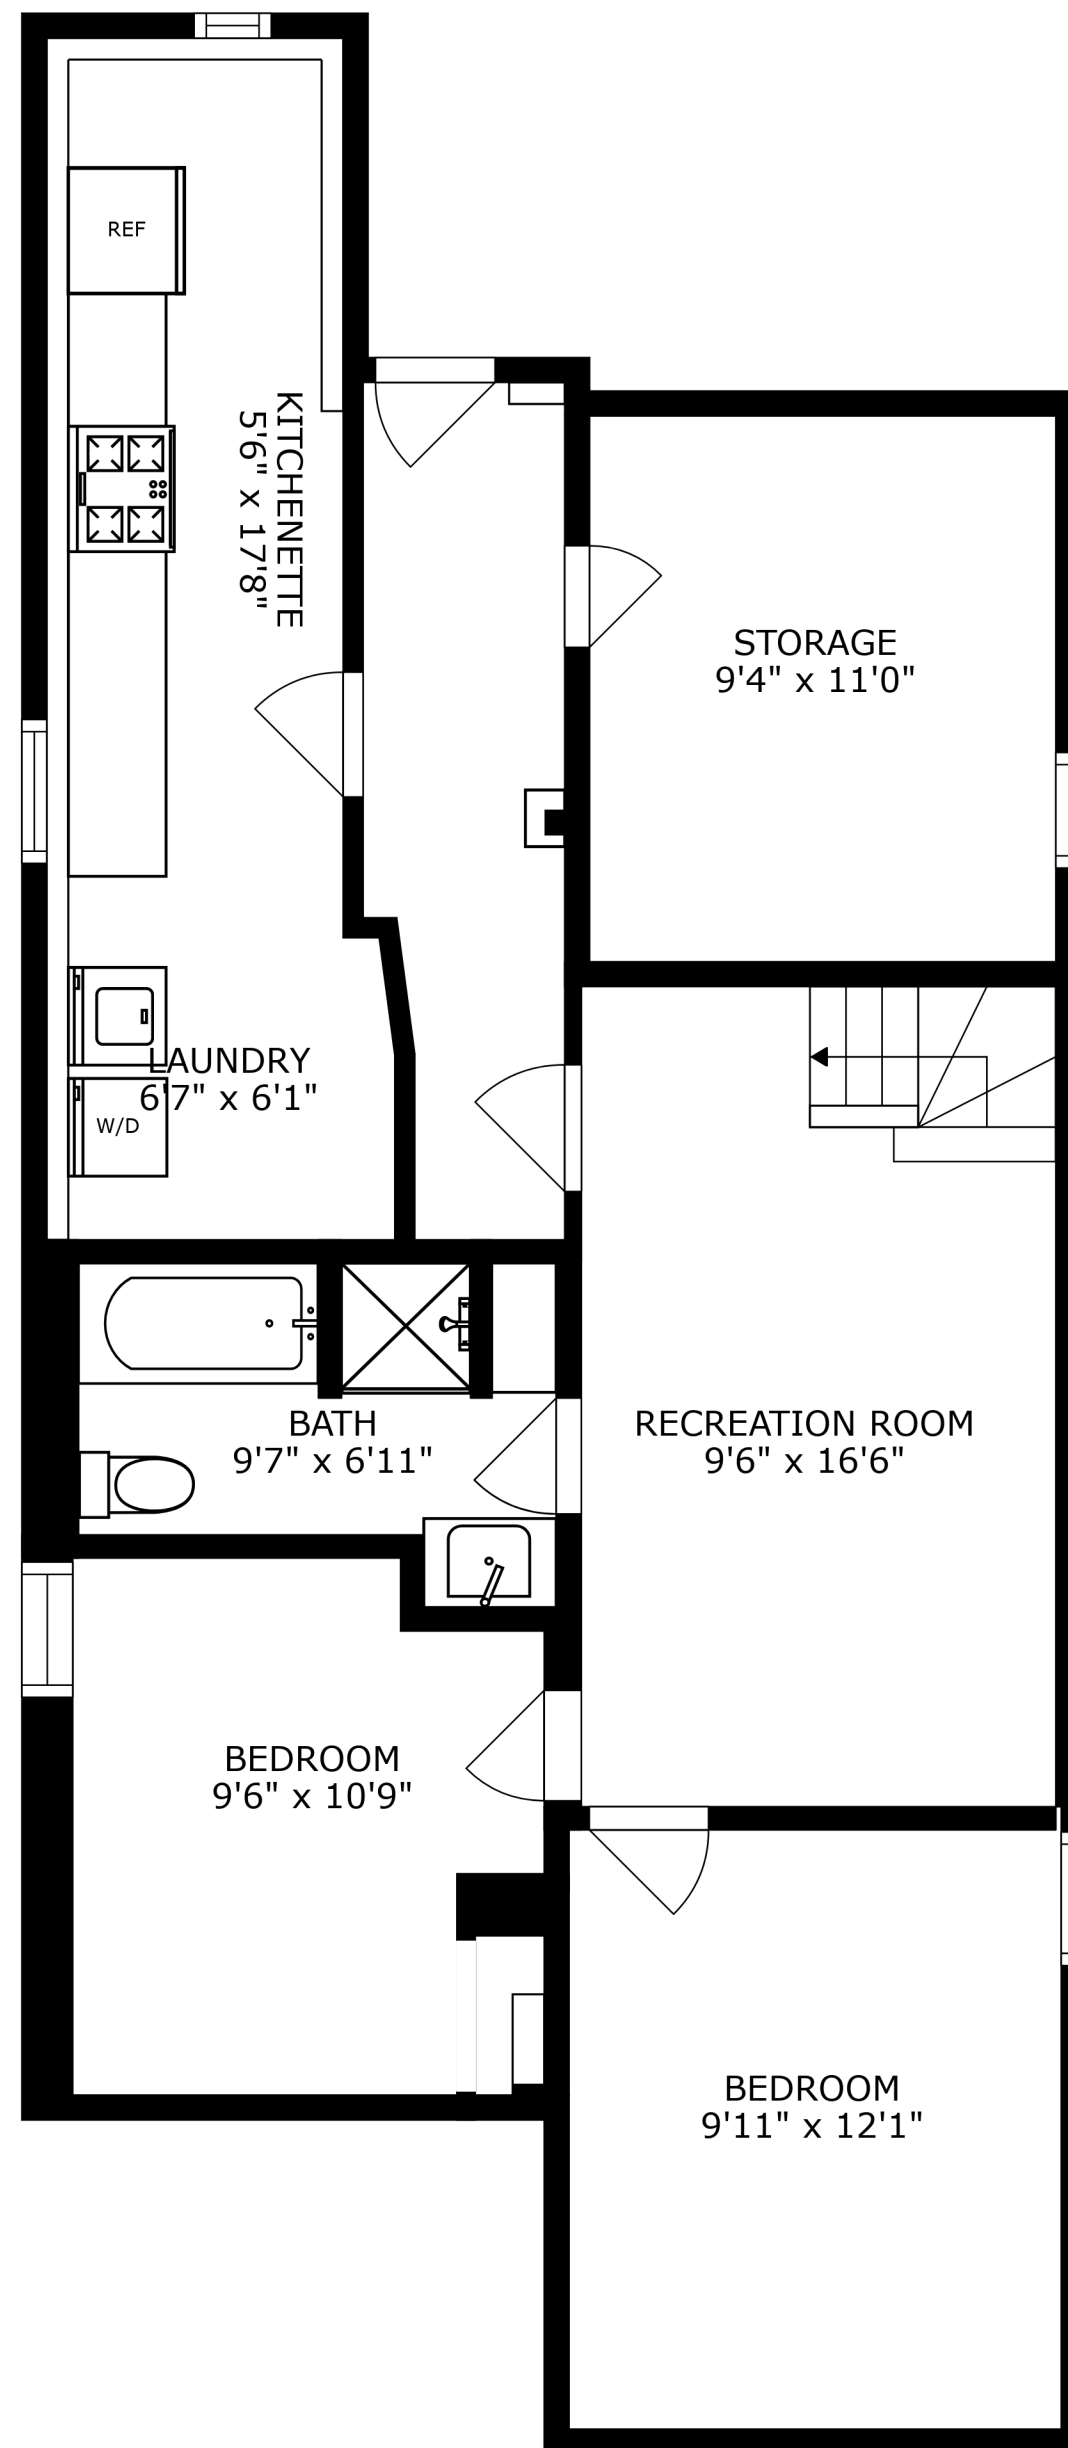 REF
KITCHENETTE
5'6" x 17'8"
STORAGE
9'4" x 11'0"
LAUNDRY
6'7" x 6'1"
W/D
BATH
9'7" x 6'11"
RECREATION ROOM
9'6" x 16'6"
BEDROOM
9'6" x 10'9"
BEDROOM
9'11" x 12'1"